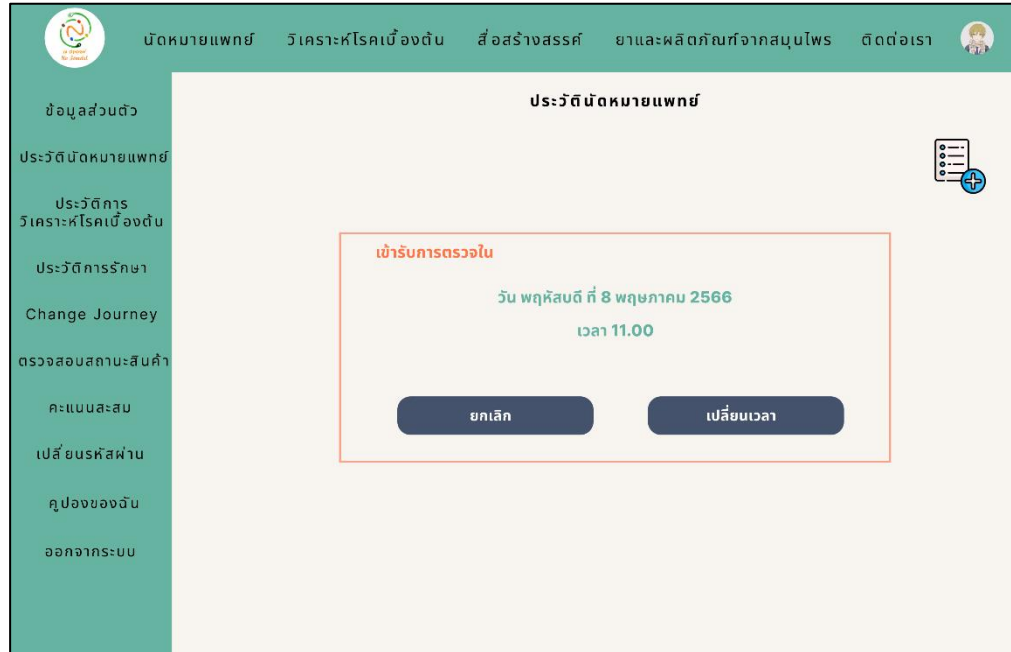 นัดหมายแพทย์ วิเคราะห์โรคเบื้องต้น สื่อสร้างสรรค์ ยาและผลิตภัณฑ์จากสมุนไพร ติดต่อเรา
ประวัตินัดหมายแพทย์
ข้อมูลส่วนตัว
ประวัตินัดหมายแพทย์
ประวัติการ
วิเคราะห์โรคเบื้องต้น
ประวัติการรักษา
Change Journey
ตรวจสอบสถานะสินค้า
คะแนนสะสม
เปลี่ยนรหัสผ่าน
คูปองของฉัน
ออกจากระบบ
เข้ารับการตรวจใน
วัน พฤหัสบดี ที่ 8 พฤษภาคม 2566
เวลา 11.00
ยกเลิก เปลี่ยนเวลา